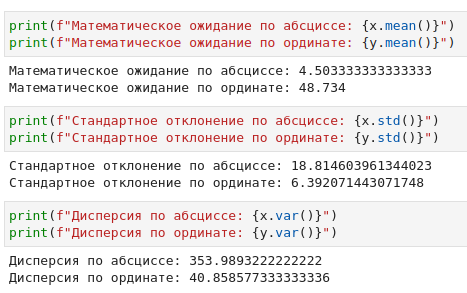 print(f"Математическое ожидание по абсциссе: {x.mean()}")
print(f"Математическое ожидание по ординате: {y.mean()}")
Математическое ожидание по абсциссе: 4.503333333333333
Математическое ожидание по ординате: 48.734
print(f"Стандартное отклонение по абсциссе: {x.std()}")
print(f"Стандартное отклонение по ординате: {y.std()}")
Стандартное отклонение по абсциссе: 18.814603961344023
Стандартное отклонение по ординате: 6.392071443071748
print(f"Дисперсия по абсциссе: {x.var()}")
print(f"Дисперсия по ординате: {y.var()}")
Дисперсия по абсциссе: 353.9893222222222
Дисперсия по ординате: 40.858577333333336